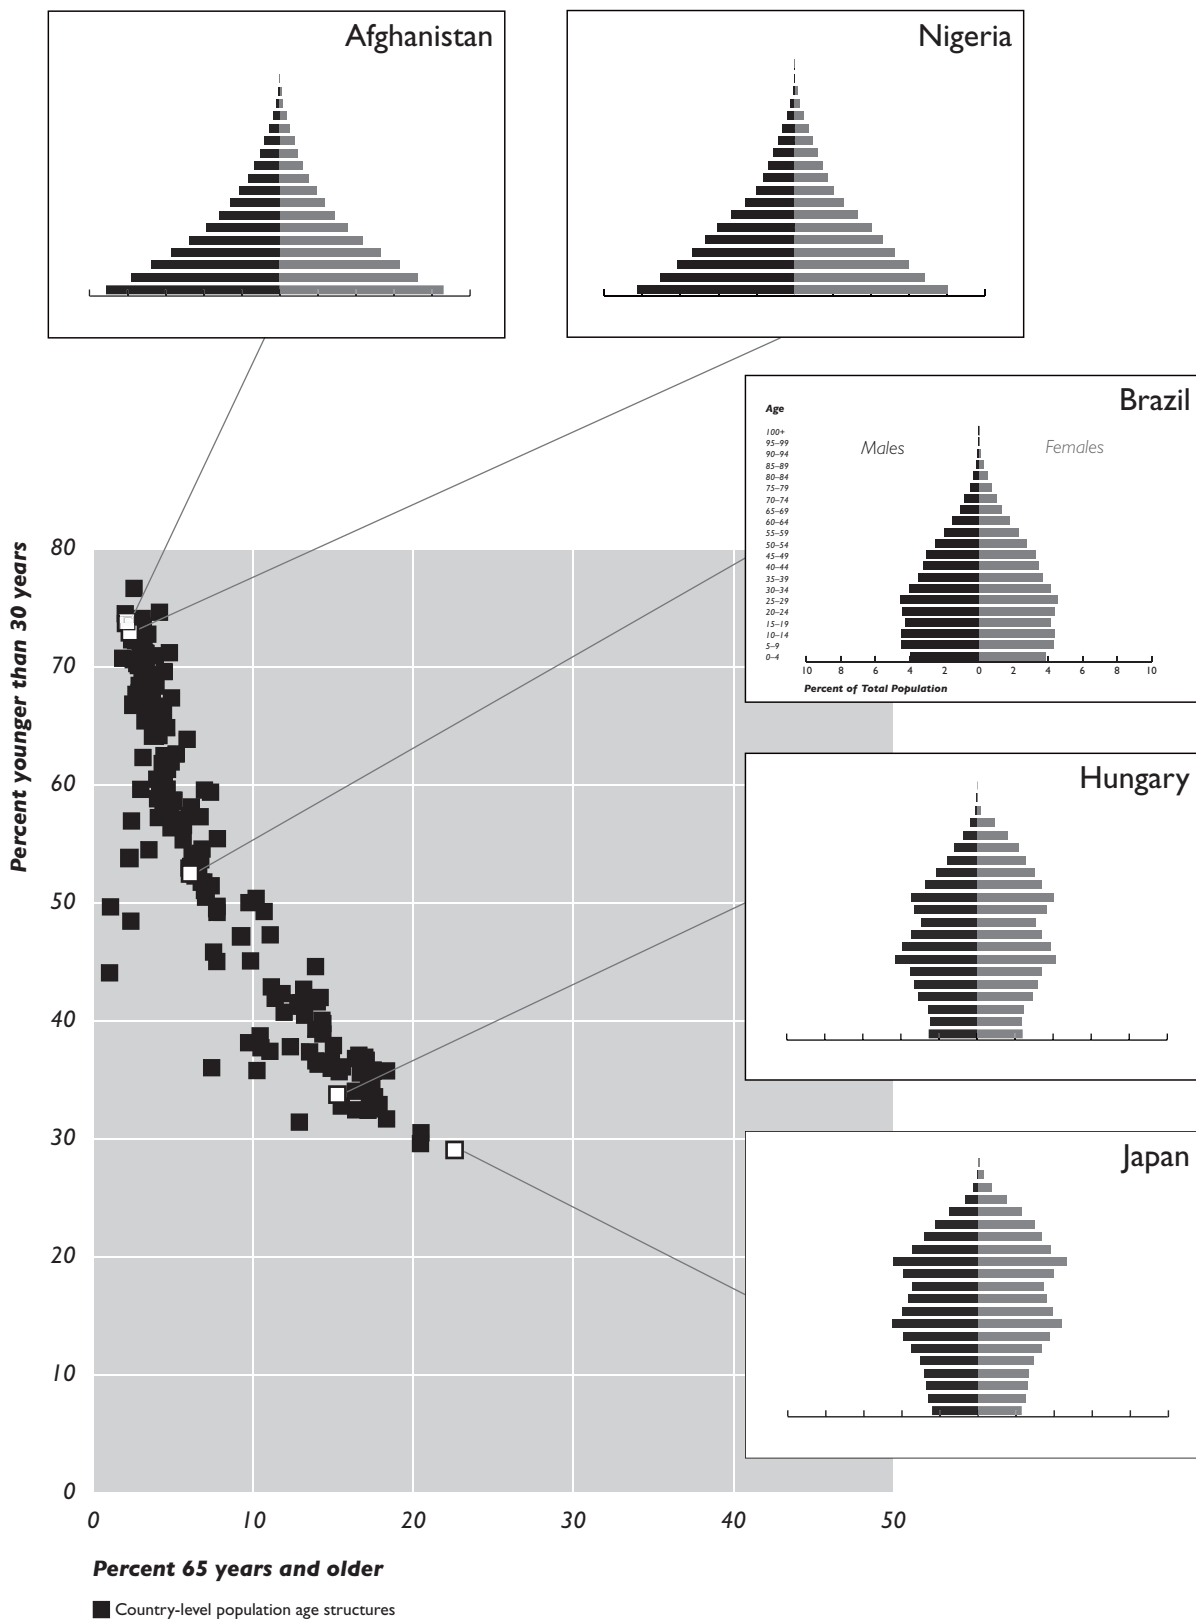 Afghanistan
Nigeria
Brazil
Age
100+
95–99
90–94
85–89
80–84
75–79
70–74
65–69
60–64
55–59
50–54
45–49
40–44
35–39
30–34
25–29
20–24
15–19
10–14
5–9
0–4
Males
Females
10 8 6 4 2 0 2 4 6 8 10
Percent of Total Population
Hungary
Japan
Percent younger than 30 years
80
70
60
50
40
30
20
10
0
0 10 20 30 40 50
Percent 65 years and older
Country-level population age structures